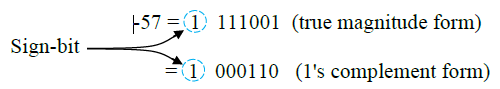 -57 = 1 111001 (true magnitude form)
Sign-bit
= 1 000110 (1's complement form)